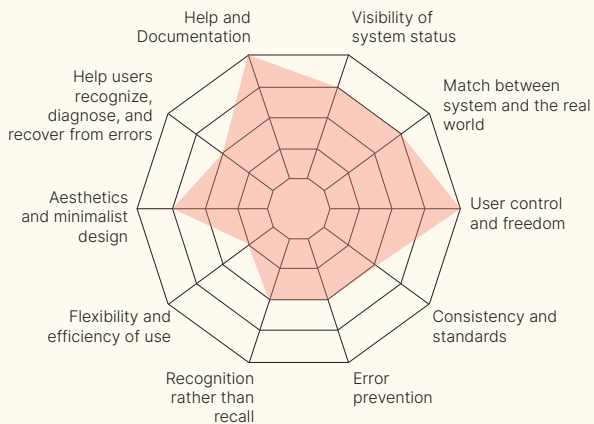 Help and
Documentation
Visibility of
system status
Help users
recognize,
diagnose, and
recover from errors
Match between
system and the real
world
Aesthetics
and minimalist
design
User control
and freedom
Flexibility and
efficiency of use
Consistency and
standards
Recognition
rather than
recall
Error
prevention